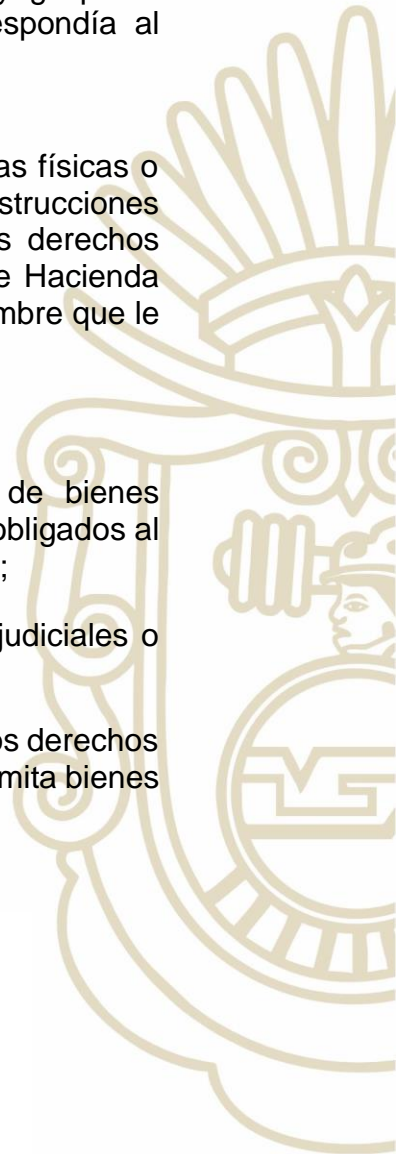 espondía al
as físicas o
strucciones
s derechos
e Hacienda
mbre que le
de bienes
obligados al
;
judiciales o
os derechos
mita bienes